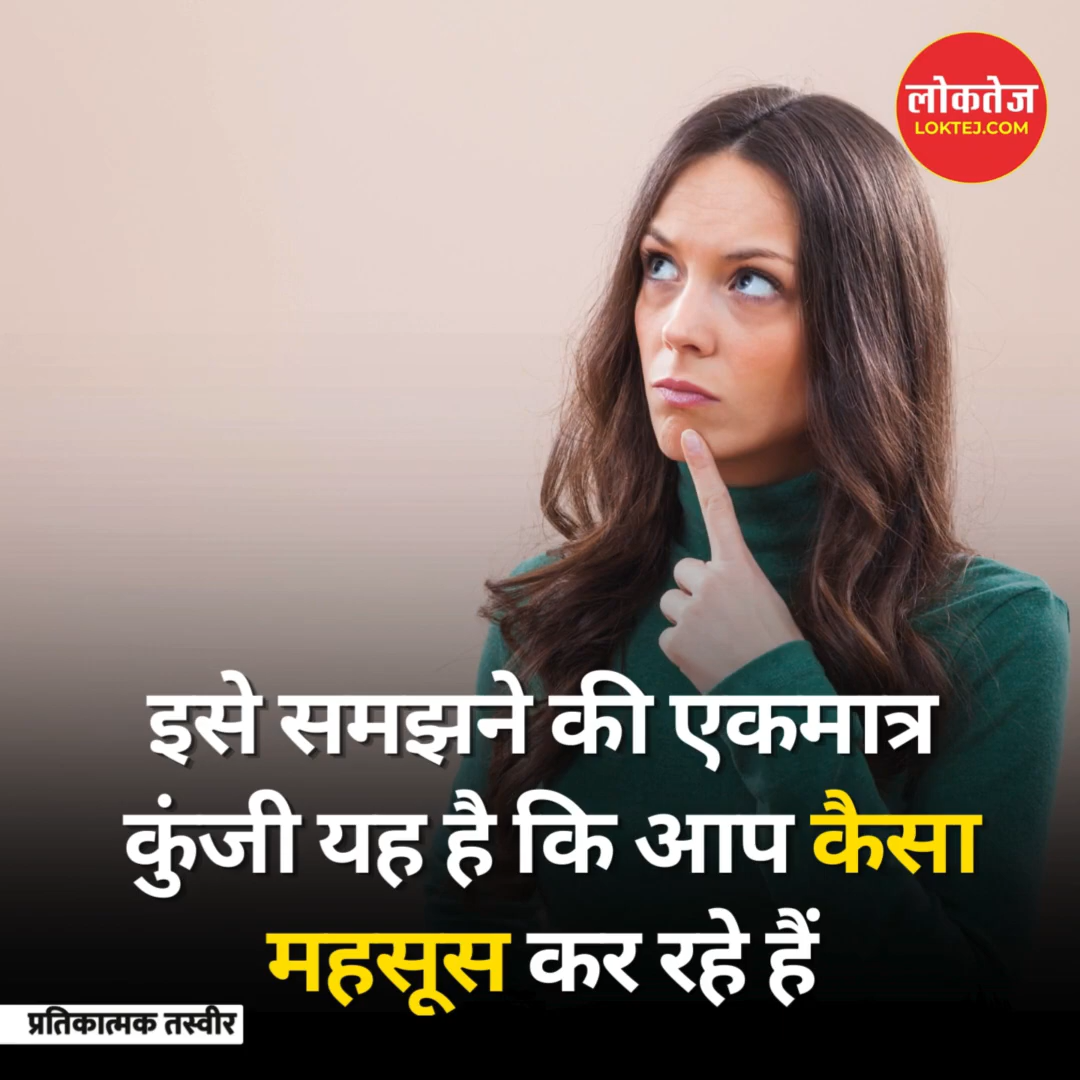 लोकतेज
LOKTEJ.COM
इसे समझने की एकमात्र
कुंजी यह है कि आप कैसा
महसूस कर रहे हैं
प्रतिकात्मक तस्वीर